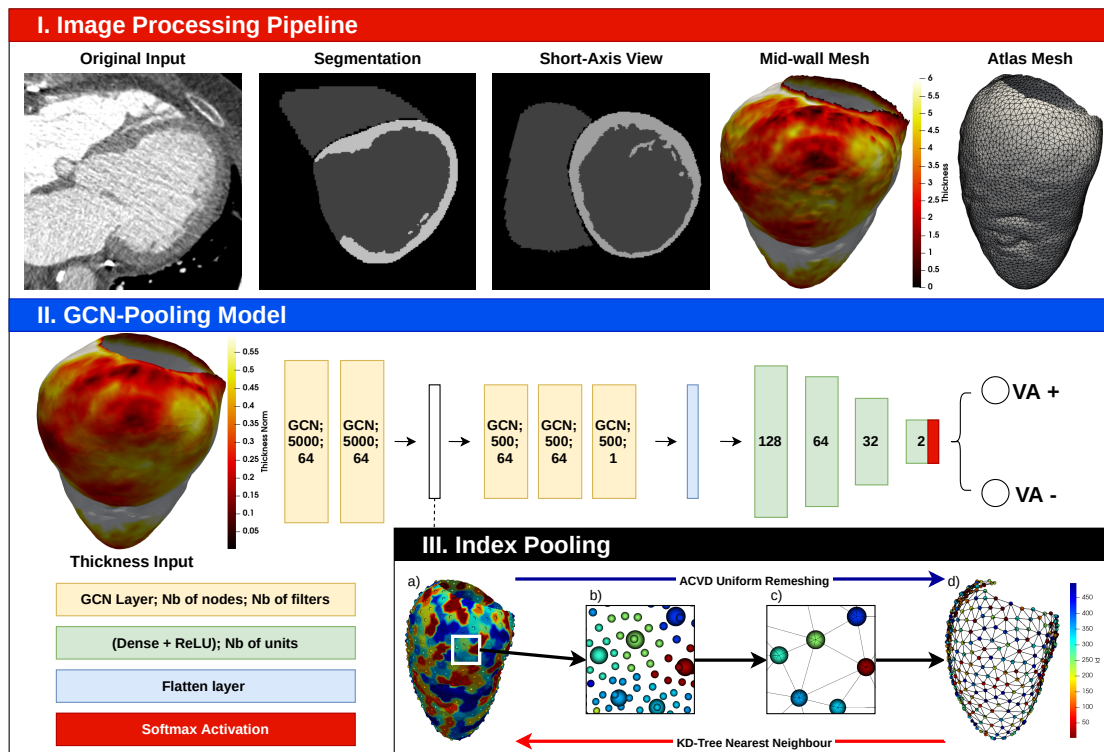 I. Image Processing Pipeline
Original Input
Segmentation
Short-Axis View
Mid-wall Mesh
Atlas Mesh
6
5.5
5
4.5
4
3.5
3
2.5
2
1.5
1
0.5
0
Thickness
II. GCN-Pooling Model
0.55
0.5
0.45
0.4
0.35
0.3
0.25
0.2
0.15
0.1
0.05
Thickness Norm
Thickness Input
GCN;
5000;
64
GCN;
5000;
64
GCN;
500;
64
GCN;
500;
64
GCN;
500;
1
128
64
32
2
VA +
VA -
GCN Layer; Nb of nodes; Nb of filters
(Dense + ReLU); Nb of units
Flatten layer
Softmax Activation
III. Index Pooling
a)
ACVD Uniform Remeshing
b)
c)
d)
450
400
350
300
250
200
150
100
50
Id
KD-Tree Nearest Neighbour